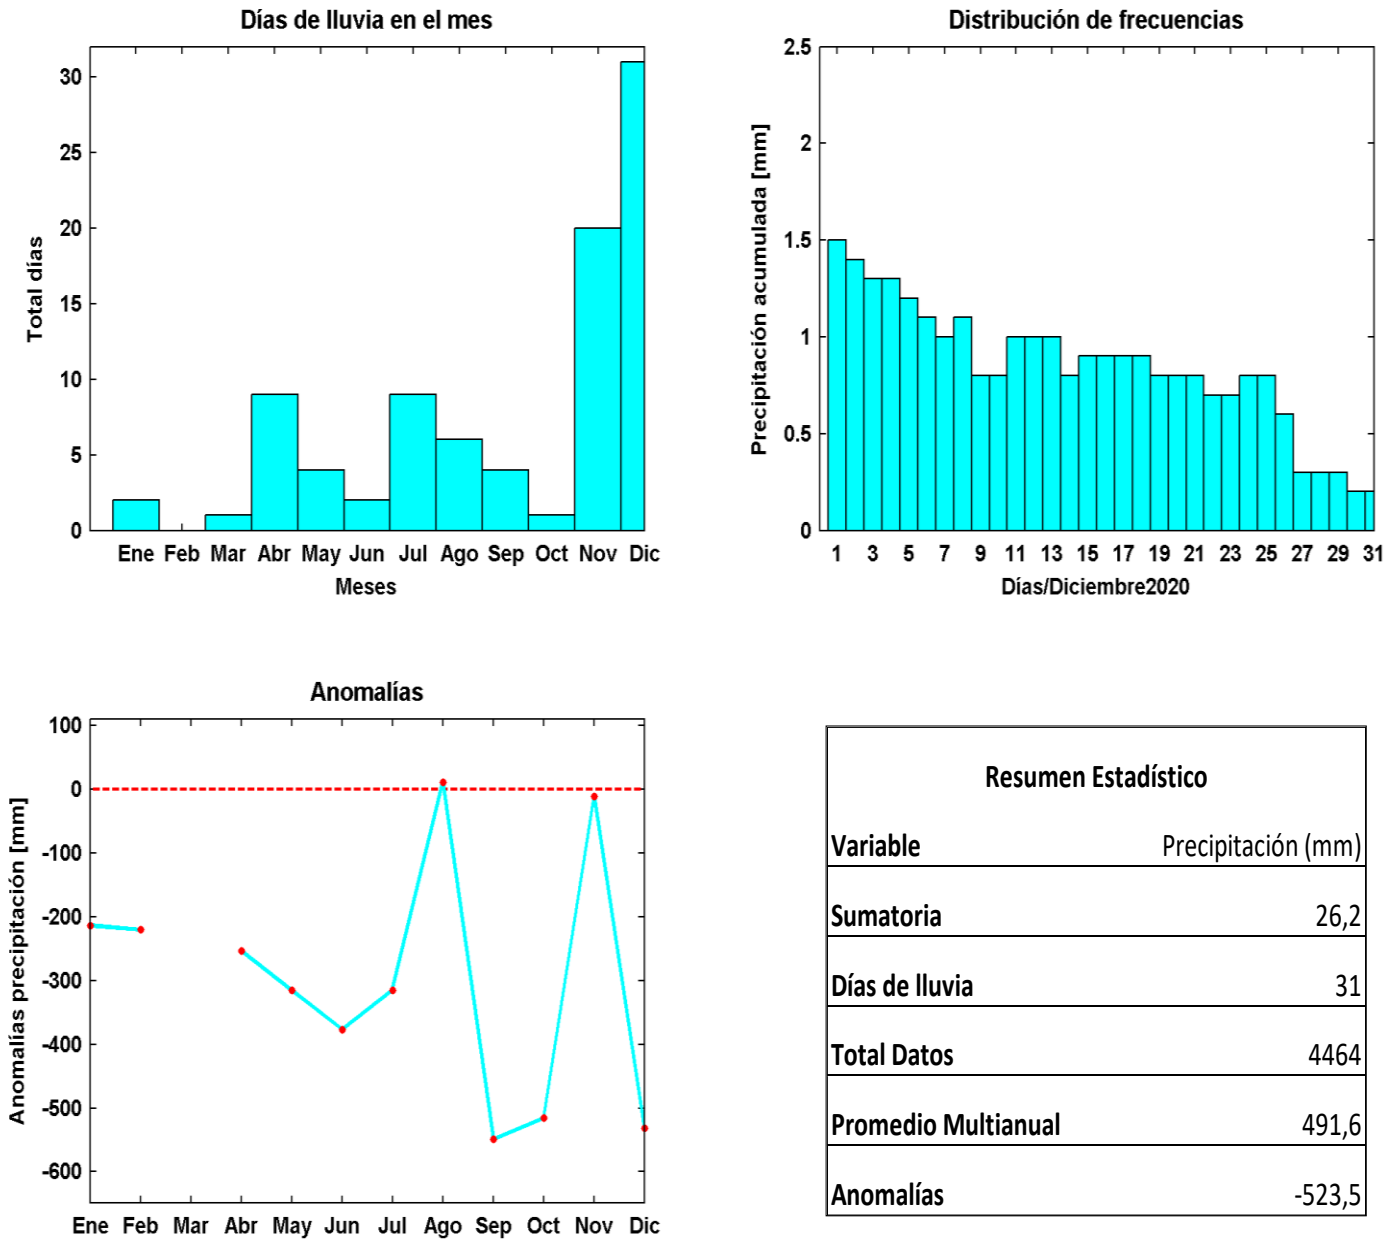 Días de lluvia en el mes
30
25
20
15
10
5
0
Total días
Ene Feb Mar Abr May Jun Jul Ago Sep Oct Nov Dic
Meses
Distribución de frecuencias
2.5
2
1.5
1
0.5
0
Precipitación acumulada [mm]
1 3 5 7 9 11 13 15 17 19 21 23 25 27 29 31
Días/Diciembre2020
Anomalías
100
0
-100
-200
-300
-400
-500
-600
Anomalías precipitación [mm]
Ene Feb Mar Abr May Jun Jul Ago Sep Oct Nov Dic
Resumen Estadístico
Variable Precipitación (mm)
Sumatoria 26,2
Días de lluvia 31
Total Datos 4464
Promedio Multianual 491,6
Anomalías -523,5